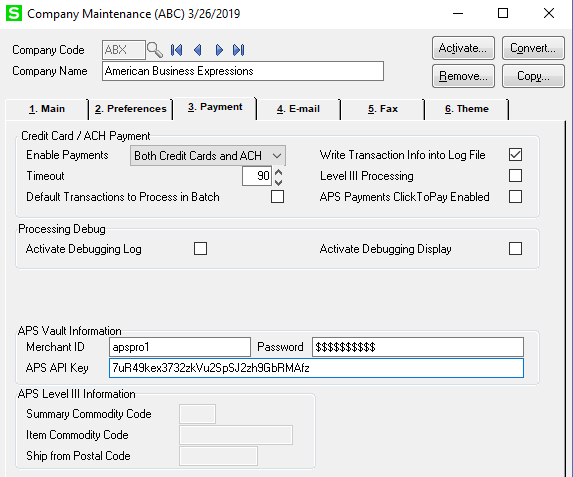 S Company Maintenance (ABC) 3/26/2019
Company Code ABX Activate... Convert...
Company Name American Business Expressions Remove... Copy...
1. Main 2. Preferences 3. Payment 4. E-mail 5. Fax 6. Theme
Credit Card / ACH Payment
Enable Payments Both Credit Cards and ACH Write Transaction Info into Log File
Timeout 90 Level III Processing
Default Transactions to Process in Batch APS Payments ClickToPay Enabled
Processing Debug
Activate Debugging Log Activate Debugging Display
APS Vault Information
Merchant ID apspro1 Password $$$$$$$$$$
APS API Key 7uR49kex3732zkVu2SpSJ2zh9GbRMAfz
APS Level III Information
Summary Commodity Code
Item Commodity Code
Ship from Postal Code